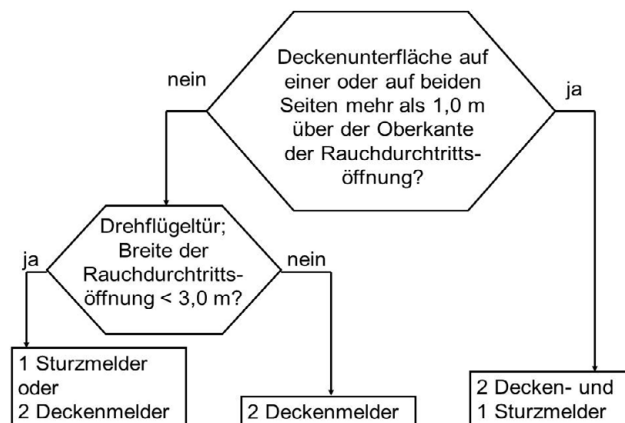 Deckenunterfläche auf
einer oder auf beiden
Seiten mehr als 1,0 m
über der Oberkante
der Rauchdurchtritts-
öffnung?
nein
ja
Drehflügeltür;
Breite der
Rauchdurchtritts-
öffnung < 3,0 m?
ja
nein
1 Sturzmelder
oder
2 Deckenmelder
2 Deckenmelder
2 Decken- und
1 Sturzmelder